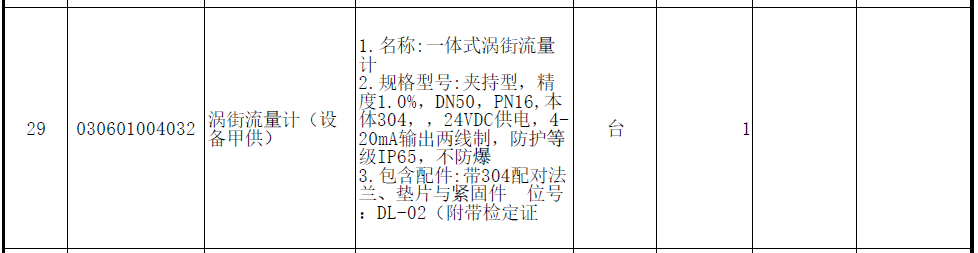 29
030601004032
涡街流量计（设
备甲供）
1.名称:一体式涡街流量
计
2.规格型号:夹持型，精
度1.0%，DN50，PN16,本
体304，，24VDC供电，4-
20mA输出两线制，防护等
级IP65，不防爆
3.包含配件:带304配对法
兰、垫片与紧固件 位号
：DL-02（附带检定证
台
1